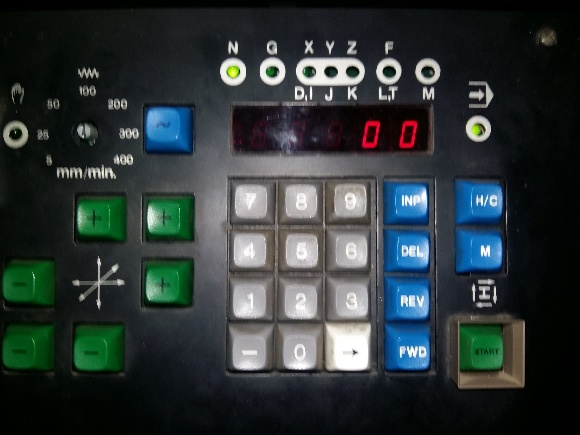 N G X Y Z F
D,I J K L,T M
5 25 50 100 200 300 400
mm/min.
~
00
7 8 9 INP H/C
4 5 6 DEL M
1 2 3 REV
- 0 → FWD START
+ +
- +
- -